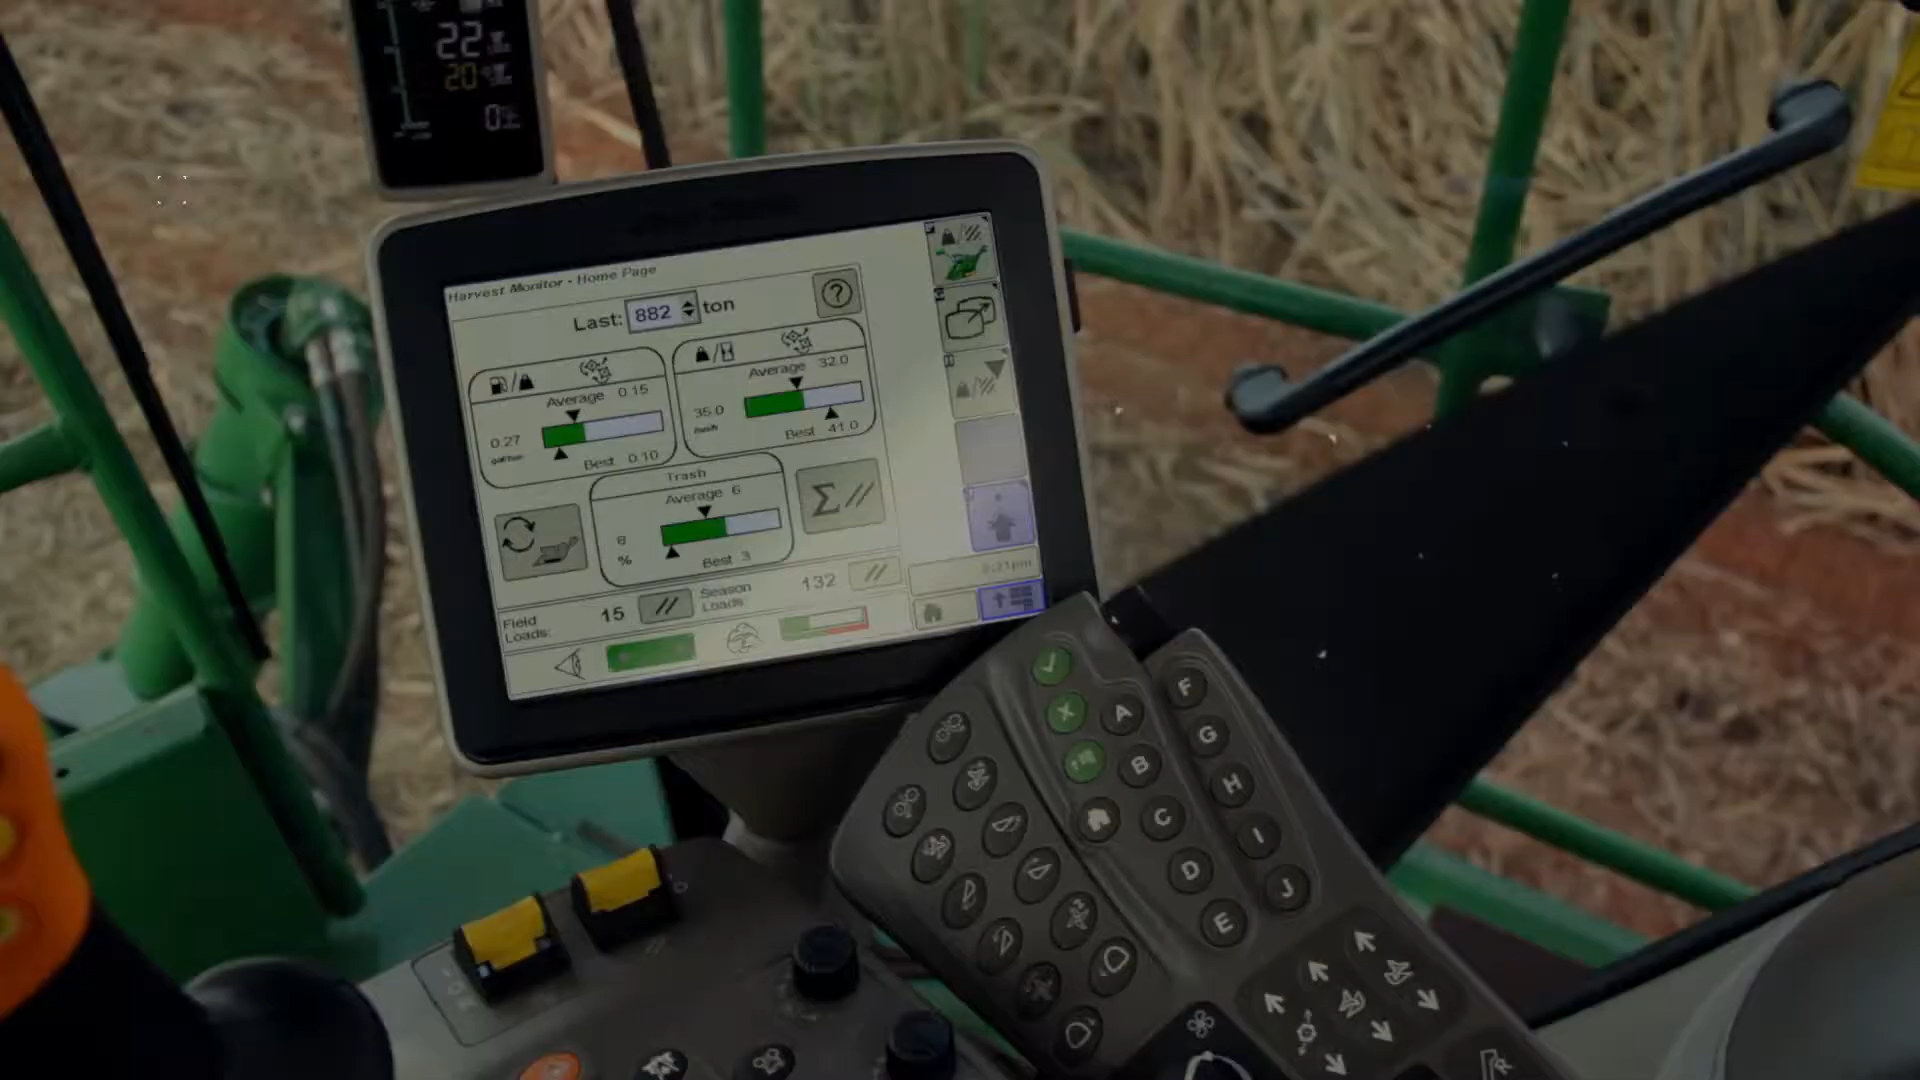 22
20
0
Harvest Monitor - Home Page
Last: 882 ton
?
Average 0.15
0.27
gal/ton
Best 0.10
Average 32.0
35.0
Best 41.0
Trash
Average 6
8
%
Best 3
Σ
Field Loads: 15
Season Loads: 132
X
A
B
C
D
E
F
G
H
I
J